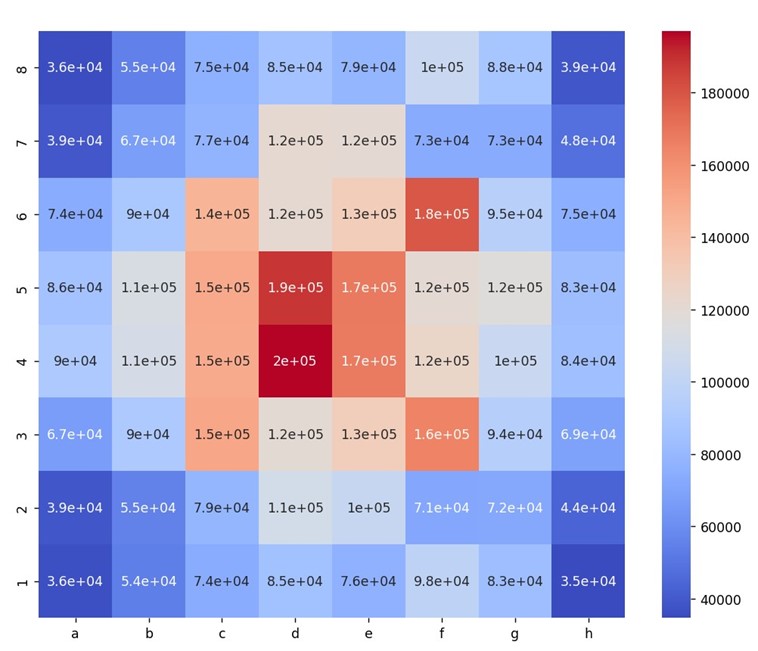 8 3.6e+04 5.5e+04 7.5e+04 8.5e+04 7.9e+04 1e+05 8.8e+04 3.9e+04
7 3.9e+04 6.7e+04 7.7e+04 1.2e+05 1.2e+05 7.3e+04 7.3e+04 4.8e+04
6 7.4e+04 9e+04 1.4e+05 1.2e+05 1.3e+05 1.8e+05 9.5e+04 7.5e+04
5 8.6e+04 1.1e+05 1.5e+05 1.9e+05 1.7e+05 1.2e+05 1.2e+05 8.3e+04
4 9e+04 1.1e+05 1.5e+05 2e+05 1.7e+05 1.2e+05 1e+05 8.4e+04
3 6.7e+04 9e+04 1.5e+05 1.2e+05 1.3e+05 1.6e+05 9.4e+04 6.9e+04
2 3.9e+04 5.5e+04 7.9e+04 1.1e+05 1e+05 7.1e+04 7.2e+04 4.4e+04
1 3.6e+04 5.4e+04 7.4e+04 8.5e+04 7.6e+04 9.8e+04 8.3e+04 3.5e+04
a b c d e f g h
180000
160000
140000
120000
100000
80000
60000
40000